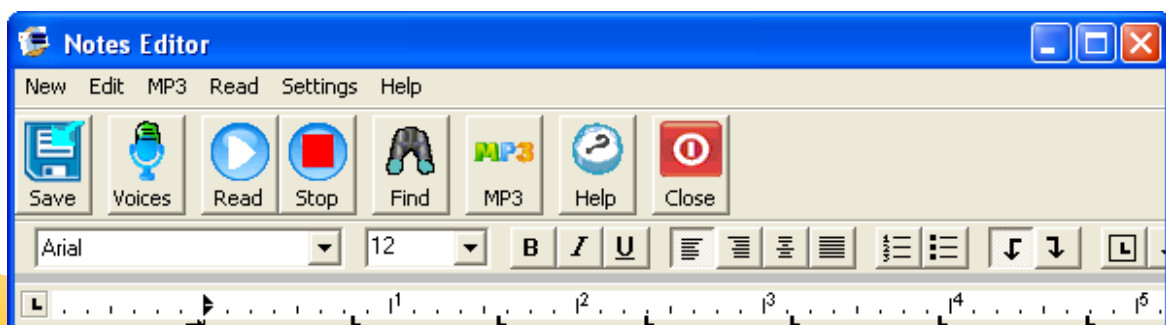 Notes Editor
New Edit MP3 Read Settings Help
MP3
Save Voices Read Stop Find MP3 Help Close
Arial 12 B I U
1 2 3 4 5